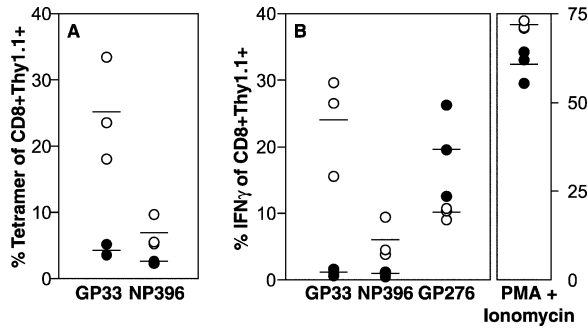 A
% Tetramer of CD8+Thy1.1+
40
30
20
10
0
GP33 NP396
B
% IFNγ of CD8+Thy1.1+
40
30
20
10
0
GP33 NP396 GP276
75
50
25
0
PMA +
Ionomycin